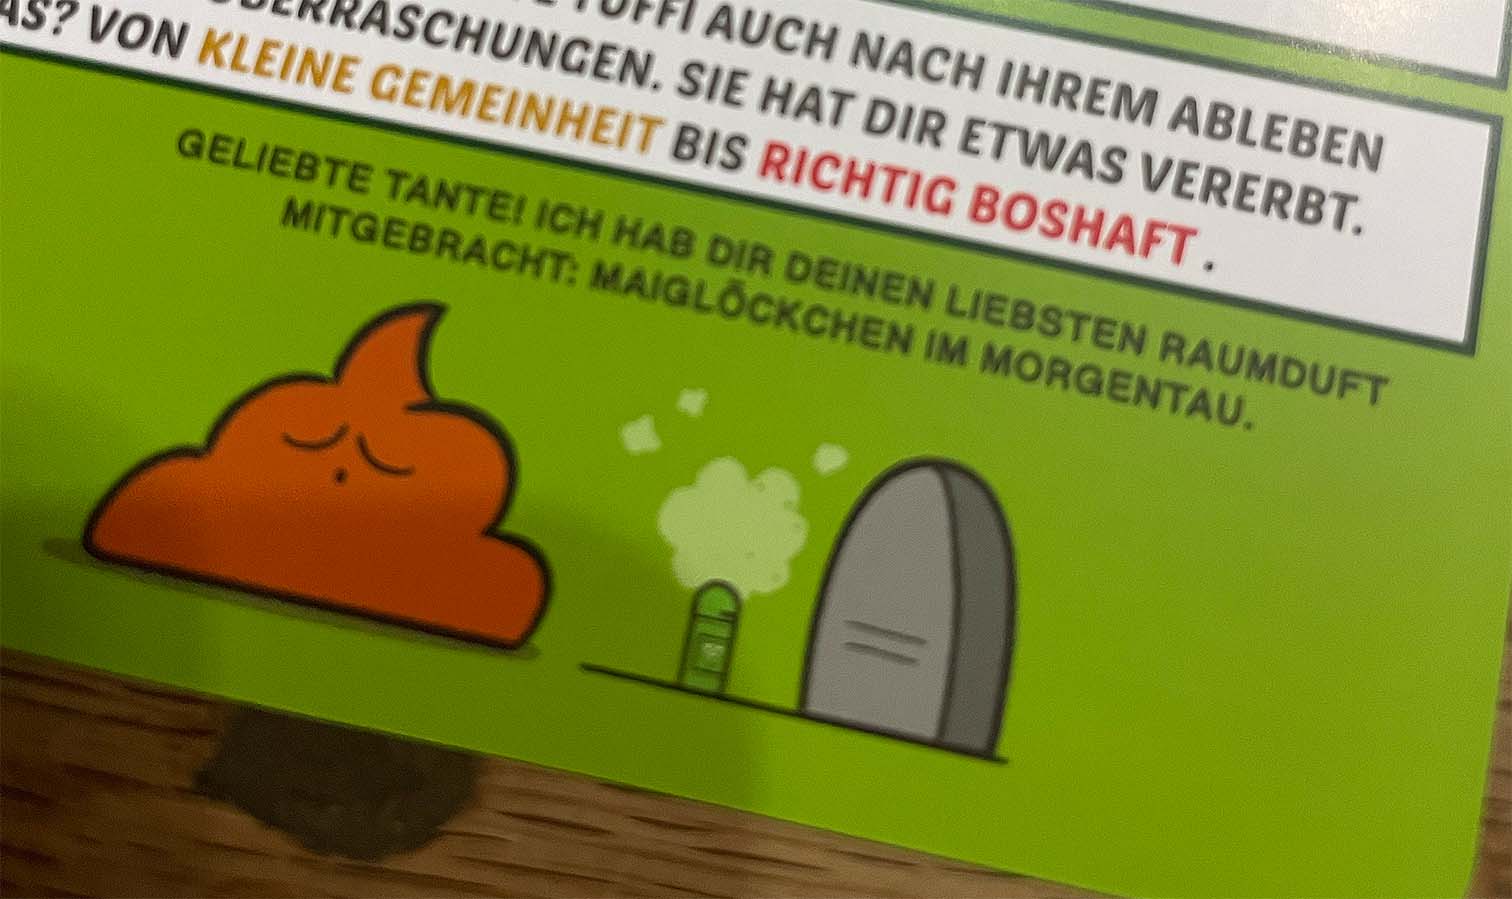 TUFFI AUCH NACH IHREM ABLEBEN
ÜBERRASCHUNGEN. SIE HAT DIR ETWAS VERERBT.
VON KLEINE GEMEINHEIT BIS RICHTIG BOSHAFT .
GELIEBTE TANTE! ICH HAB DIR DEINEN LIEBSTEN RAUMDUFT
MITGEBRACHT: MAIGLÖCKCHEN IM MORGENTAU.